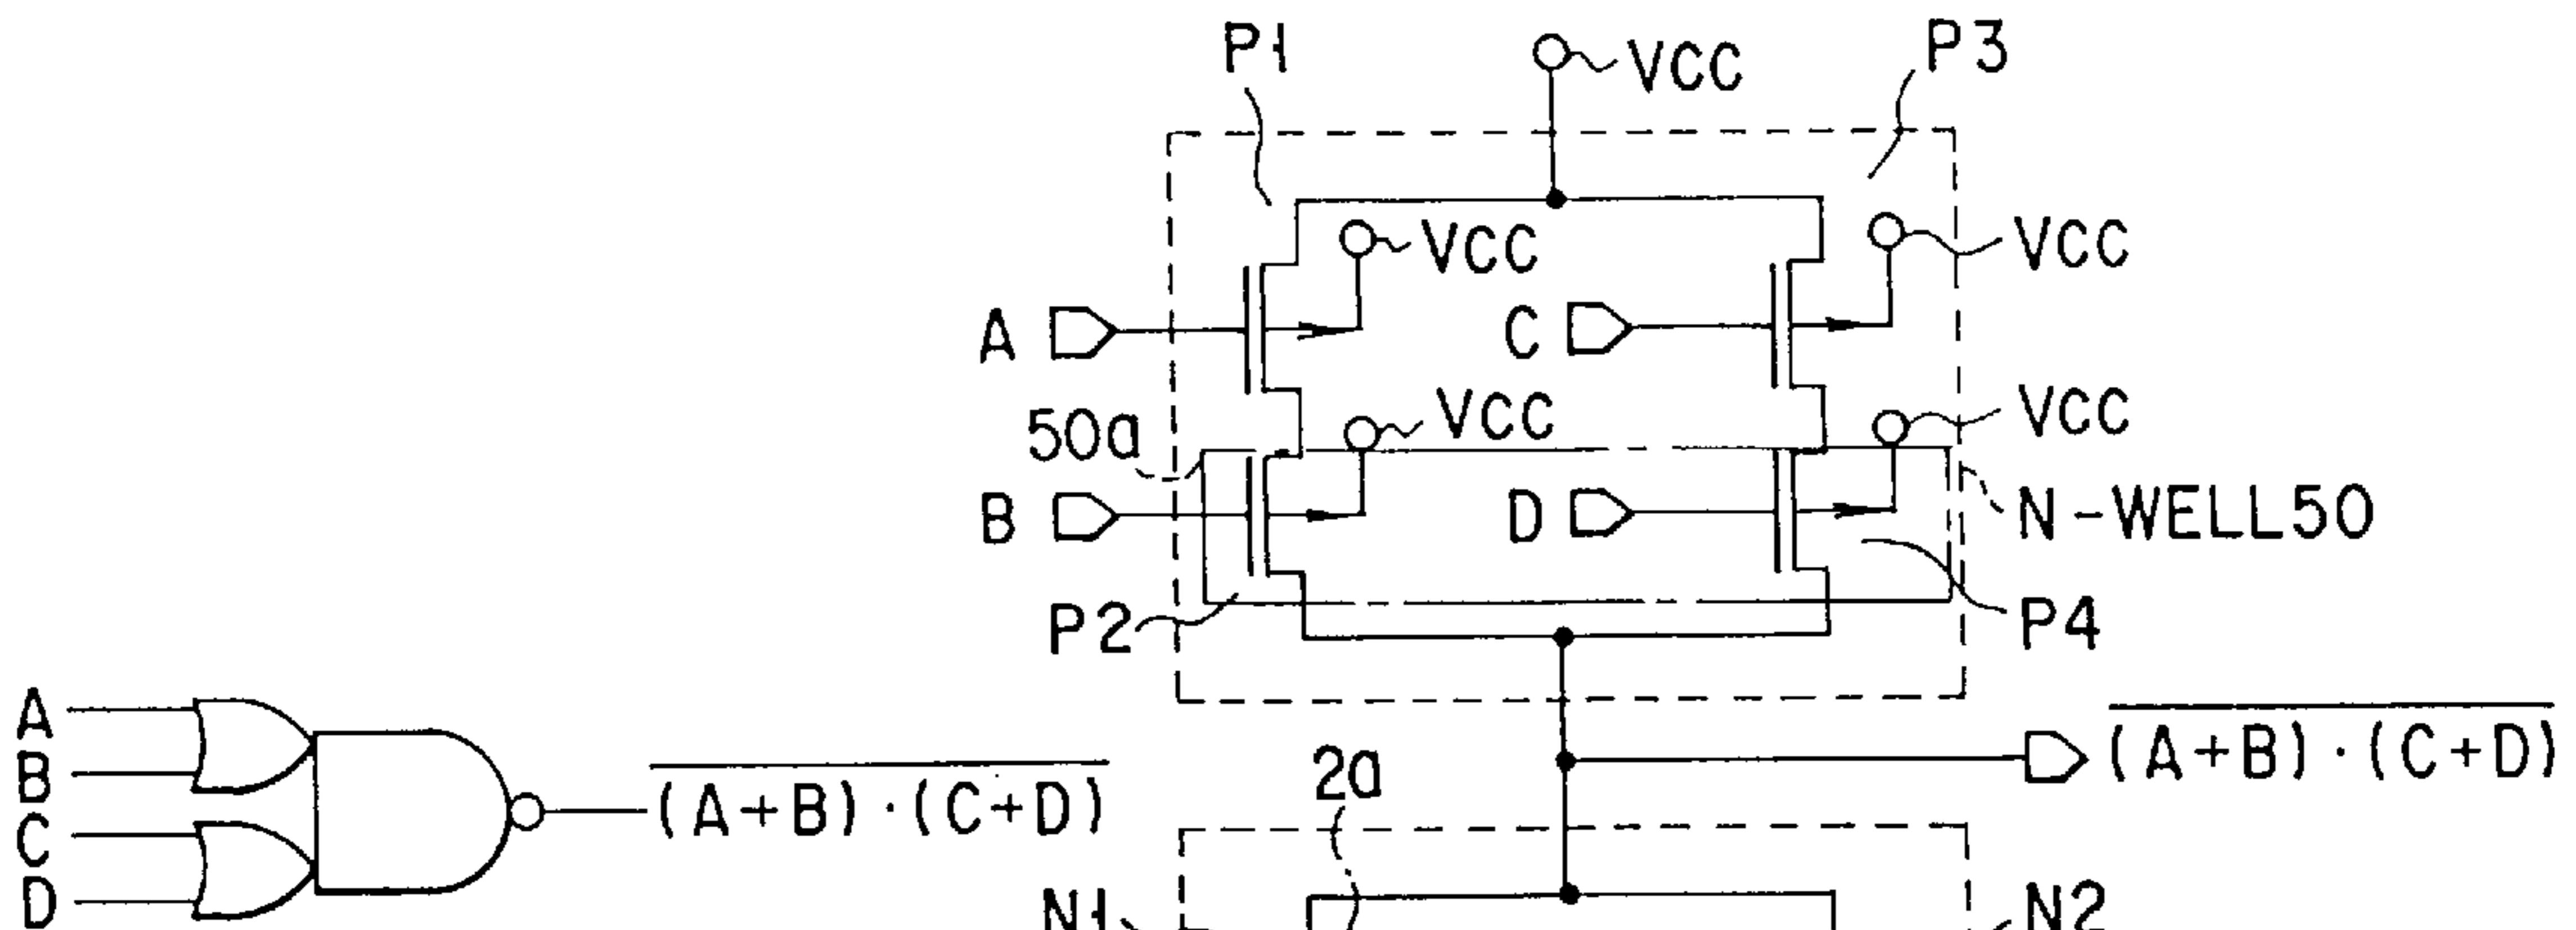 P1
VCC
P3
VCC
VCC
A
C
50a
VCC
VCC
B
D
N-WELL50
P2
P4
A
B
C
D
(A+B)·(C+D)
(A+B)·(C+D)
2a
N1
N2